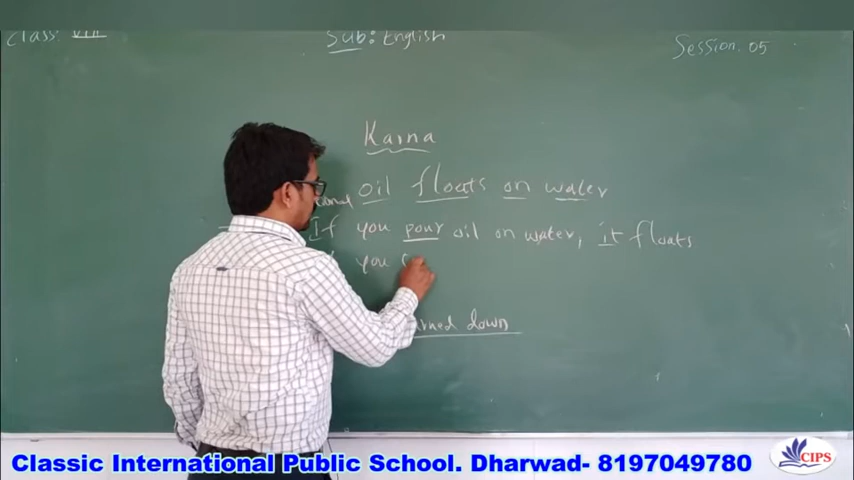 Class: VIII Sub: English Session. 05
Karna
oil floats on water
If you pour oil on water, it floats
you
down
Classic International Public School. Dharwad- 8197049780
CIPS